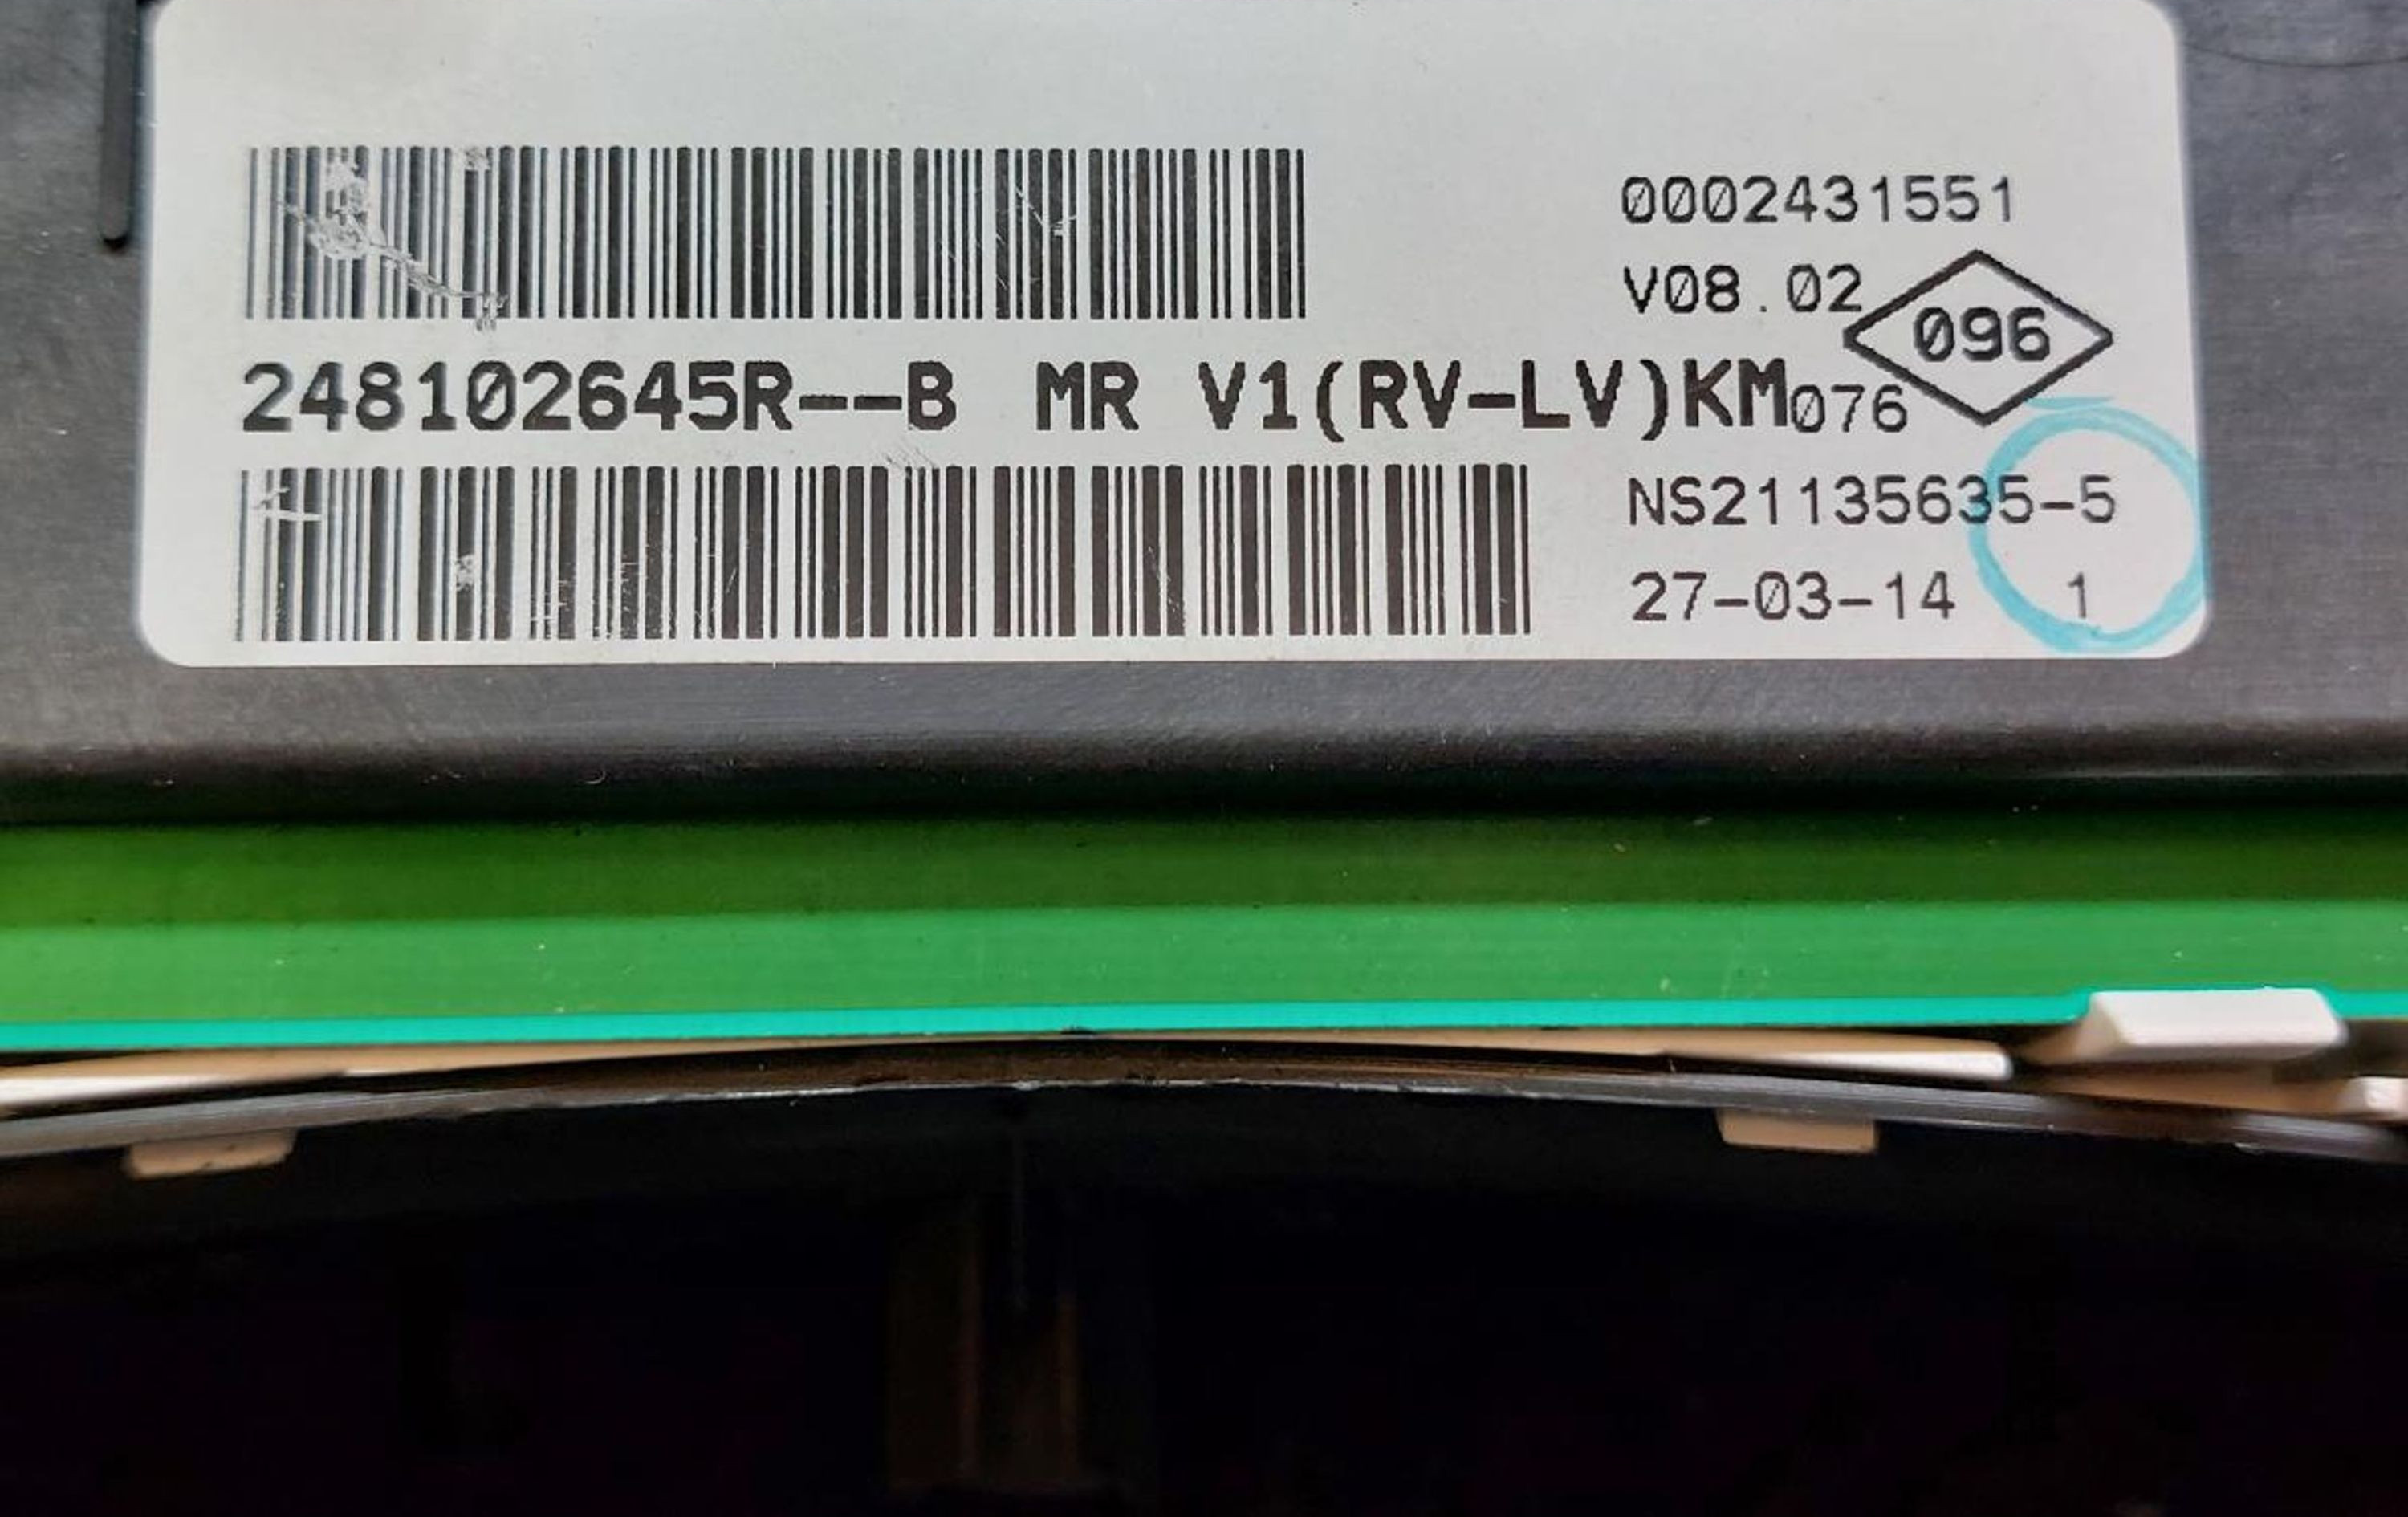 0002431551
V08.02
096
248102645R--B MR V1(RV-LV)KM076
NS21135635-5
27-03-14 1